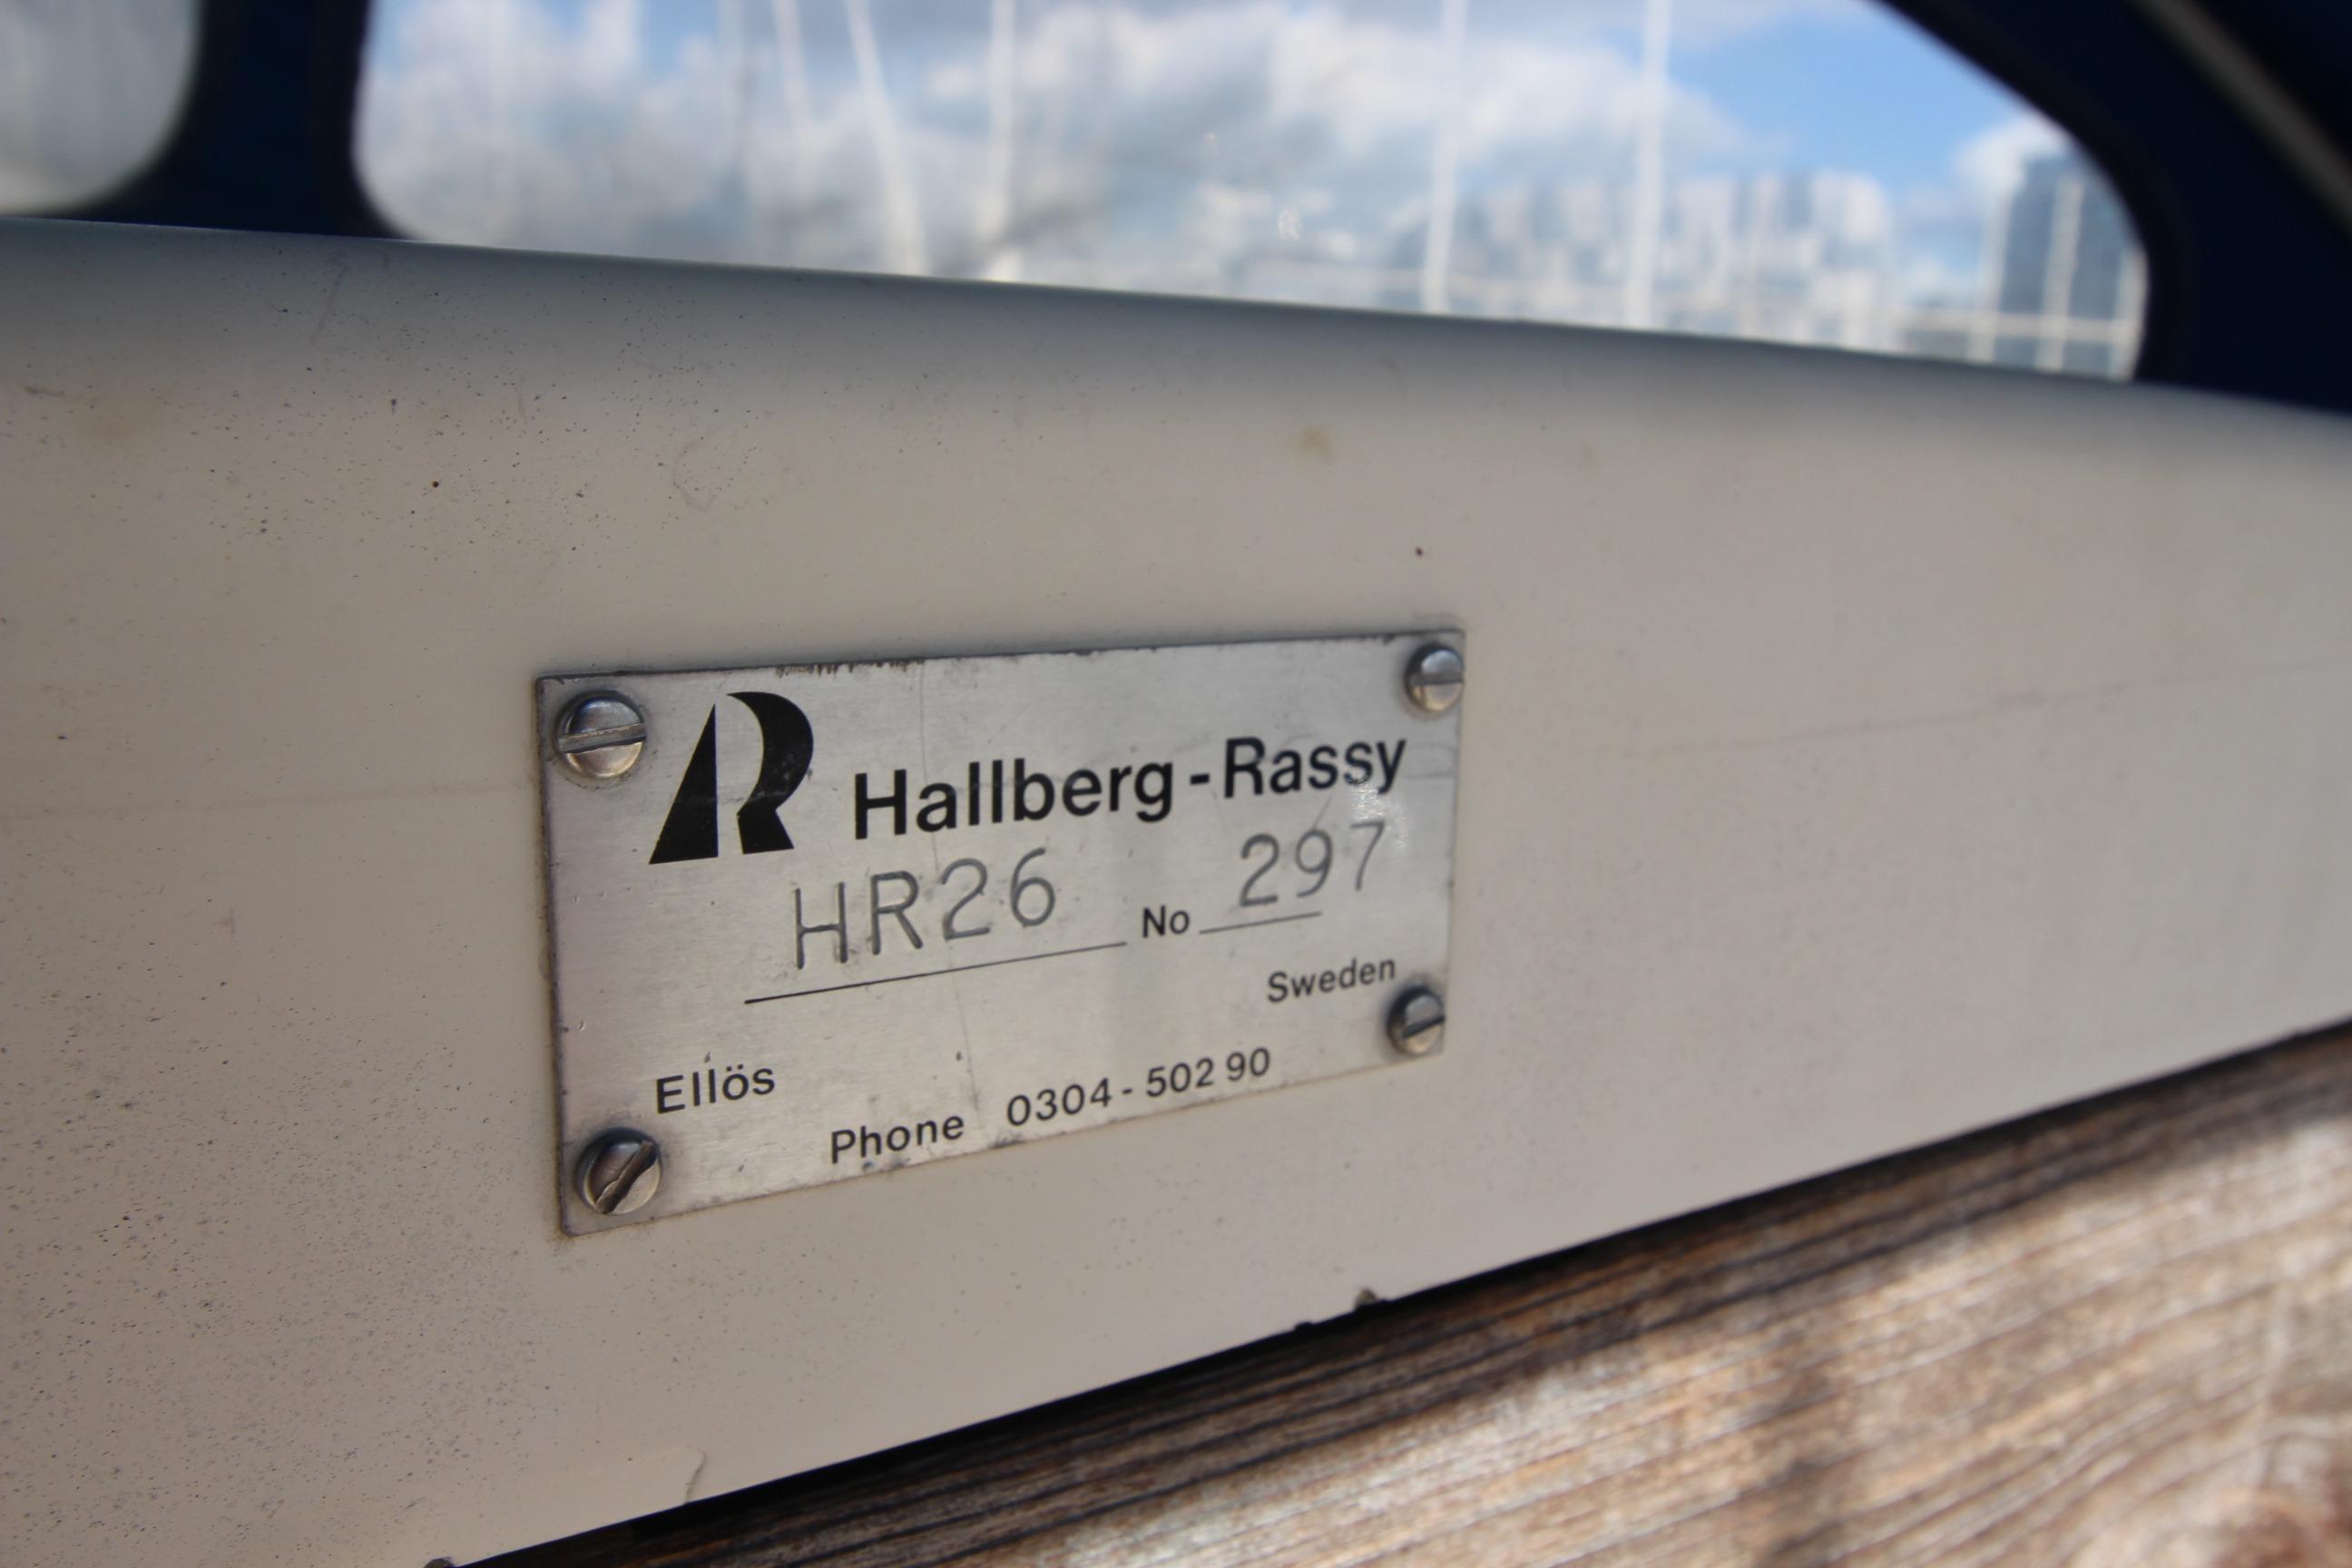 Hallberg-Rassy
HR26 No 297
Sweden
Ellös
Phone 0304-502 90